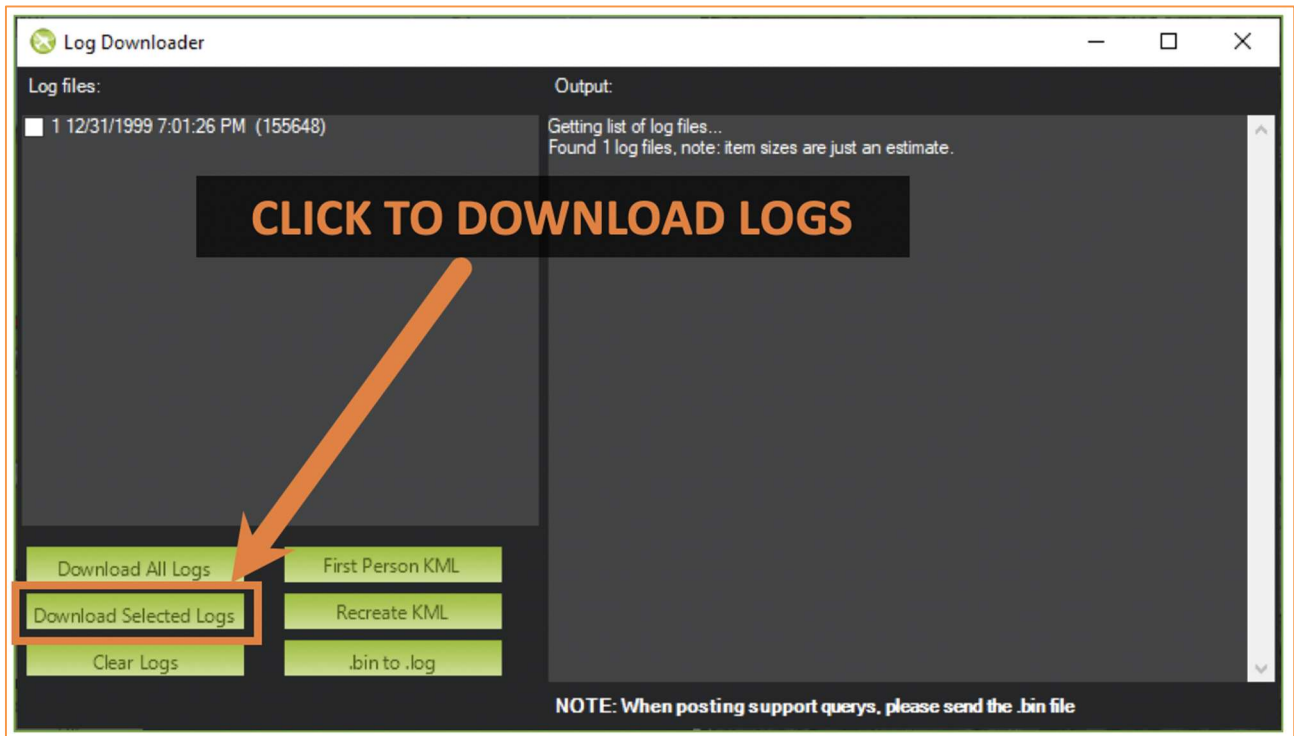 Log Downloader
Log files:
Output:
1 12/31/1999 7:01:26 PM (155648)
Getting list of log files...
Found 1 log files, note: item sizes are just an estimate.
CLICK TO DOWNLOAD LOGS
Download All Logs
First Person KML
Download Selected Logs
Recreate KML
Clear Logs
.bin to .log
NOTE: When posting support querys, please send the .bin file